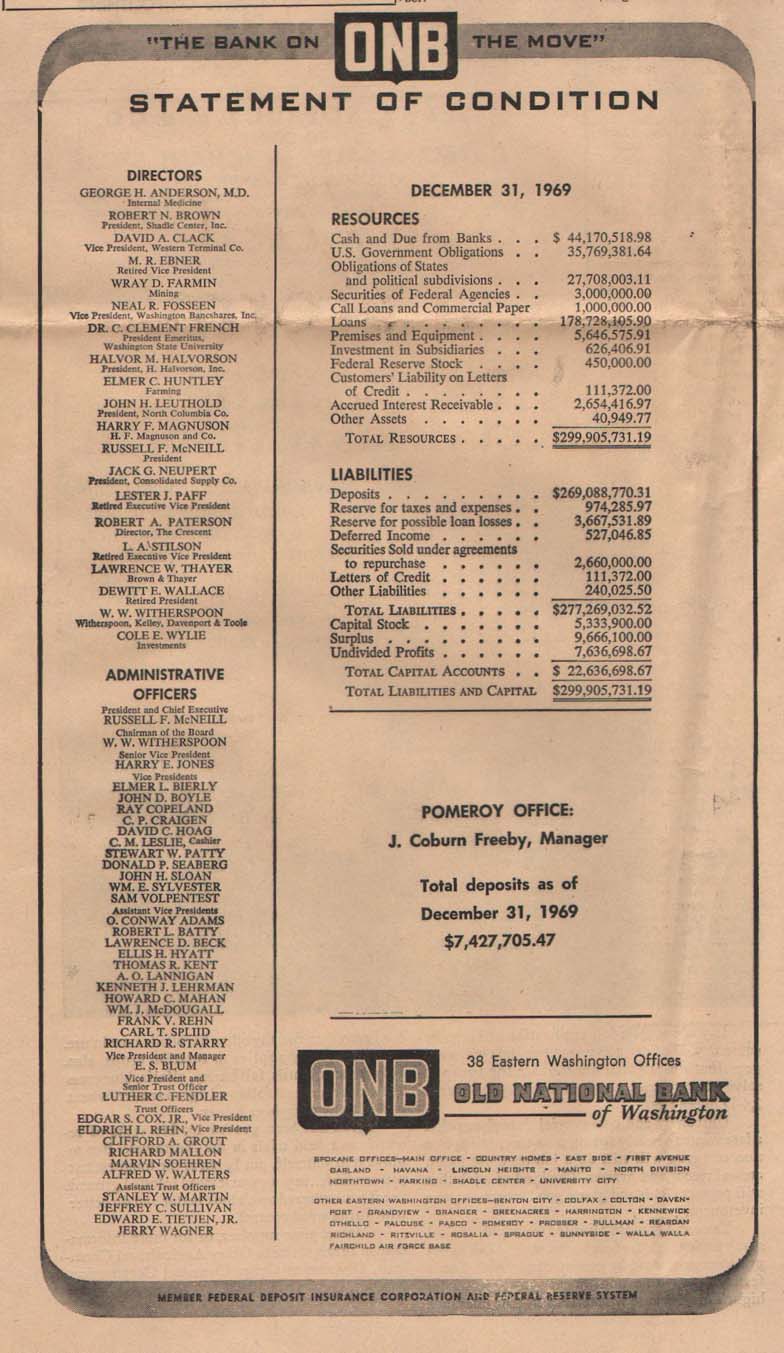 "THE BANK ON ONB THE MOVE"
STATEMENT OF CONDITION
DIRECTORS
GEORGE H. ANDERSON, M.D.
Internal Medicine
ROBERT N. BROWN
President, Shadle Center, Inc.
DAVID A. CLACK
Vice President, Western Terminal Co.
M. R. EBNER
Retired Vice President
WRAY D. FARMIN
Mining
NEAL R. FOSSEEN
Vice President, Washington Bancshares, Inc.
DR. C. CLEMENT FRENCH
President Emeritus,
Washington State University
HALVOR M. HALVORSON
President, H. Halvorson, Inc.
ELMER C. HUNTLEY
Farming
JOHN H. LEUTHOLD
President, North Columbia Co.
HARRY F. MAGNUSON
H. F. Magnuson and Co.
RUSSELL F. McNEILL
President
JACK G. NEUPERT
President, Consolidated Supply Co.
LESTER J. PAFF
Retired Executive Vice President
ROBERT A. PATERSON
Director, The Crescent
L. A. STILSON
Retired Executive Vice President
LAWRENCE W. THAYER
Brown & Thayer
DEWITT E. WALLACE
Retired President
W. W. WITHERSPOON
Witherspoon, Kelley, Davenport & Toole
COLE E. WYLIE
Investments
ADMINISTRATIVE
OFFICERS
President and Chief Executive
RUSSELL F. McNEILL
Chairman of the Board
W. W. WITHERSPOON
Senior Vice President
HARRY E. JONES
Vice Presidents
ELMER L. BIERLY
JOHN D. BOYLE
RAY COPELAND
C. P. CRAIGEN
DAVID C. HOAG
C. M. LESLIE, Cashier
STEWART W. PATTY
DONALD P. SEABERG
JOHN H. SLOAN
WM. E. SYLVESTER
SAM VOLPENTEST
Assistant Vice Presidents
O. CONWAY ADAMS
ROBERT L. BATTY
LAWRENCE D. BECK
ELLIS H. HYATT
THOMAS R. KENT
A. O. LANNIGAN
KENNETH J. LEHRMAN
HOWARD C. MAHAN
WM. J. McDOUGALL
FRANK V. REHN
CARL T. SPLIID
RICHARD R. STARRY
Vice President and Manager
E. S. BLUM
Vice President and
Senior Trust Officer
LUTHER C. FENDLER
Trust Officers
EDGAR S. COX, JR., Vice President
ELDRICH L. REHN, Vice President
CLIFFORD A. GROUT
RICHARD MALLON
MARVIN SOEHREN
ALFRED W. WALTERS
Assistant Trust Officers
STANLEY W. MARTIN
JEFFREY C. SULLIVAN
EDWARD E. TIETJEN, JR.
JERRY WAGNER
DECEMBER 31, 1969
RESOURCES
Cash and Due from Banks . . . $ 44,170,518.98
U.S. Government Obligations . . 35,769,381.64
Obligations of States
and political subdivisions . . . 27,708,003.11
Securities of Federal Agencies . . 3,000,000.00
Call Loans and Commercial Paper 1,000,000.00
Loans . . . . . . . . . 178,728,105.90
Premises and Equipment . . . . 5,646,575.91
Investment in Subsidiaries . . . 626,406.91
Federal Reserve Stock . . . . 450,000.00
Customers' Liability on Letters
of Credit . . . . . . . . 111,372.00
Accrued Interest Receivable . . . 2,654,416.97
Other Assets . . . . . . . 40,949.77
TOTAL RESOURCES . . . . . $299,905,731.19
LIABILITIES
Deposits . . . . . . . . . $269,088,770.31
Reserve for taxes and expenses . . 974,285.97
Reserve for possible loan losses . . 3,667,531.89
Deferred Income . . . . . . 527,046.85
Securities Sold under agreements
to repurchase . . . . . . 2,660,000.00
Letters of Credit . . . . . . 111,372.00
Other Liabilities . . . . . . 240,025.50
TOTAL LIABILITIES . . . . . $277,269,032.52
Capital Stock . . . . . . . 5,333,900.00
Surplus . . . . . . . . . 9,666,100.00
Undivided Profits . . . . . . 7,636,698.67
TOTAL CAPITAL ACCOUNTS . . $ 22,636,698.67
TOTAL LIABILITIES AND CAPITAL $299,905,731.19
POMEROY OFFICE:
J. Coburn Freeby, Manager
Total deposits as of
December 31, 1969
$7,427,705.47
ONB
38 Eastern Washington Offices
OLD NATIONAL BANK
of Washington
SPOKANE OFFICES—MAIN OFFICE - COUNTRY HOMES - EAST SIDE - FIRST AVENUE
GARLAND - HAVANA - LINCOLN HEIGHTS - MANITO - NORTH DIVISION
NORTHTOWN - PARKING - SHADLE CENTER - UNIVERSITY CITY
OTHER EASTERN WASHINGTON OFFICES—BENTON CITY - COLFAX - COLTON - DAVEN-
PORT - GRANDVIEW - GRANGER - GREENACRES - HARRINGTON - KENNEWICK
OTHELLO - PALOUSE - PASCO - POMEROY - PROSSER - PULLMAN - REARDAN
RICHLAND - RITZVILLE - ROSALIA - SPRAGUE - SUNNYSIDE - WALLA WALLA
FAIRCHILD AIR FORCE BASE
MEMBER FEDERAL DEPOSIT INSURANCE CORPORATION AND FEDERAL RESERVE SYSTEM